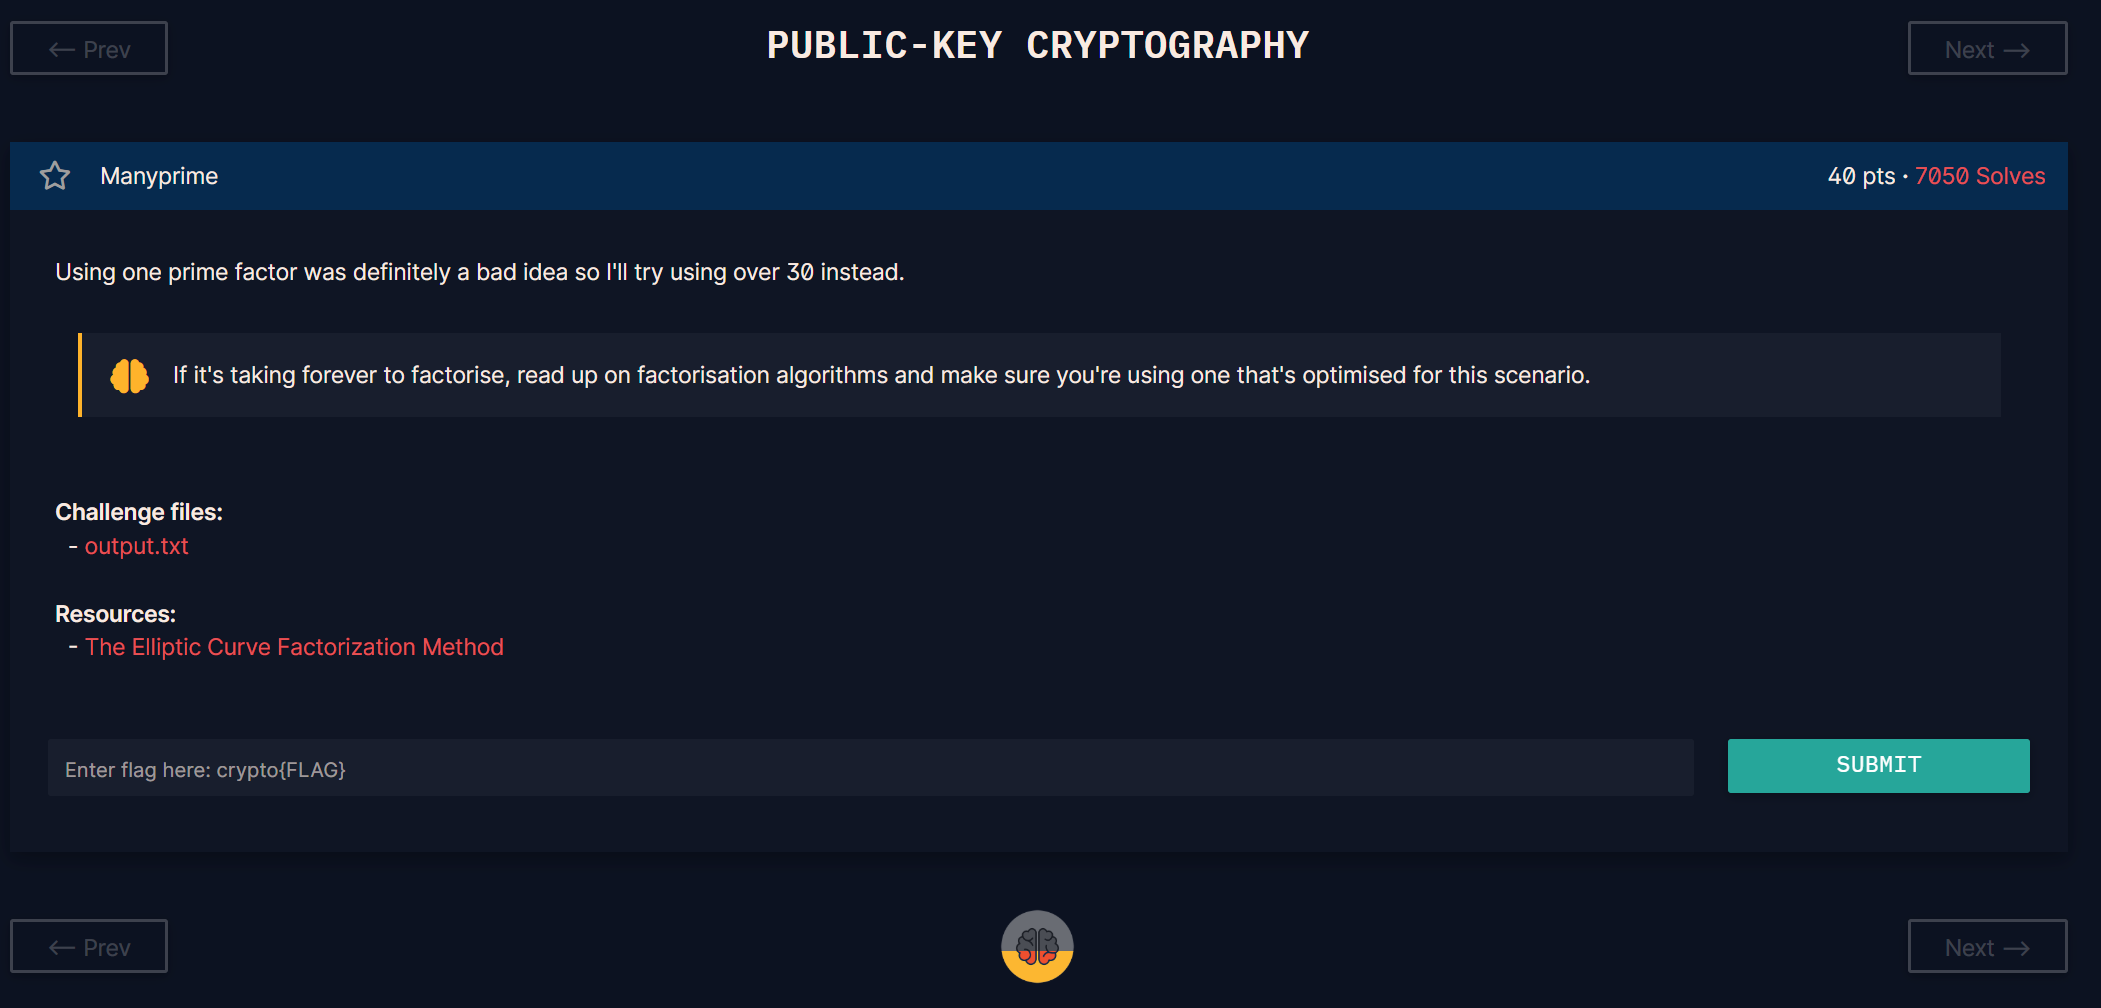 ← Prev
PUBLIC-KEY CRYPTOGRAPHY
Next →
Manyprime
40 pts · 7050 Solves
Using one prime factor was definitely a bad idea so I'll try using over 30 instead.
If it's taking forever to factorise, read up on factorisation algorithms and make sure you're using one that's optimised for this scenario.
Challenge files:
- output.txt
Resources:
- The Elliptic Curve Factorization Method
Enter flag here: crypto{FLAG}
SUBMIT
← Prev
Next →